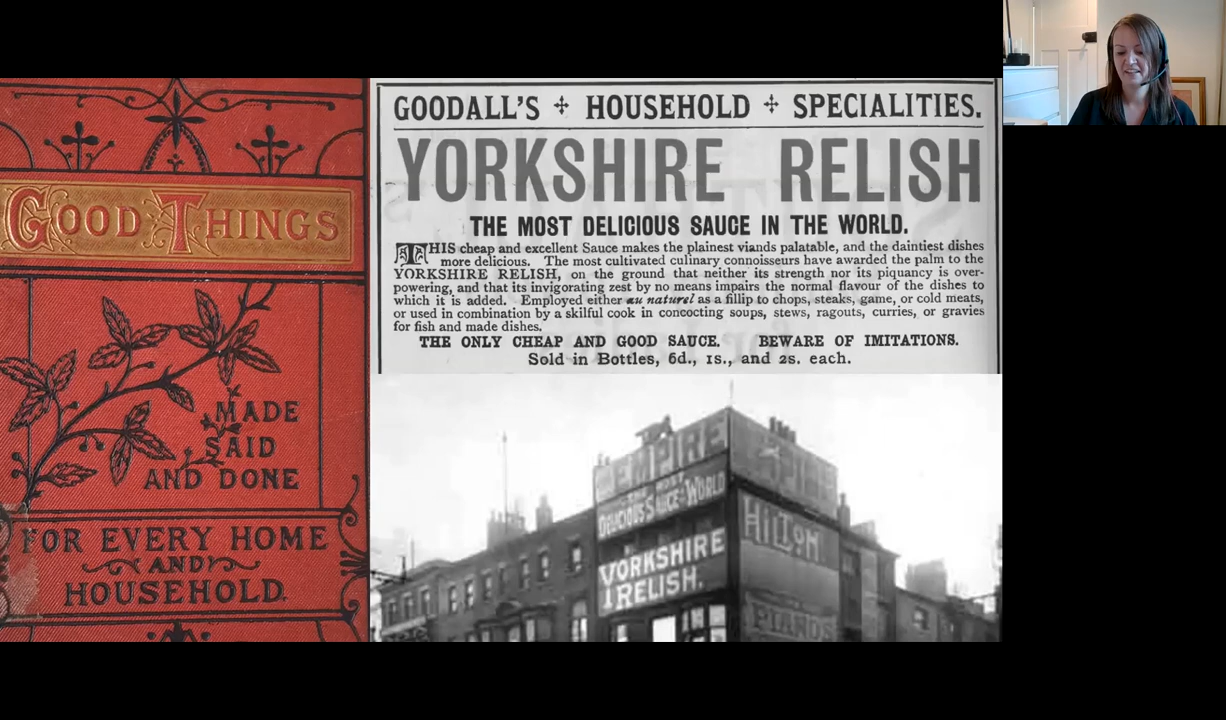 GOOD THINGS
MADE
SAID
AND DONE
FOR EVERY HOME
AND
HOUSEHOLD.
GOODALL'S ✣ HOUSEHOLD ✣ SPECIALITIES.
YORKSHIRE RELISH
THE MOST DELICIOUS SAUCE IN THE WORLD.
THIS cheap and excellent Sauce makes the plainest viands palatable, and the daintiest dishes
more delicious. The most cultivated culinary connoisseurs have awarded the palm to the
YORKSHIRE RELISH, on the ground that neither its strength nor its piquancy is over-
powering, and that its invigorating zest by no means impairs the normal flavour of the dishes to
which it is added. Employed either au naturel as a fillip to chops, steaks, game, or cold meats,
or used in combination by a skilful cook in concocting soups, stews, ragouts, curries, or gravies
for fish and made dishes.
THE ONLY CHEAP AND GOOD SAUCE. BEWARE OF IMITATIONS.
Sold in Bottles, 6d., 1s., and 2s. each.
EMPIRE
THE MOST
DELICIOUS SAUCE IN THE WORLD
YORKSHIRE
RELISH.
HILTON
PIANOS